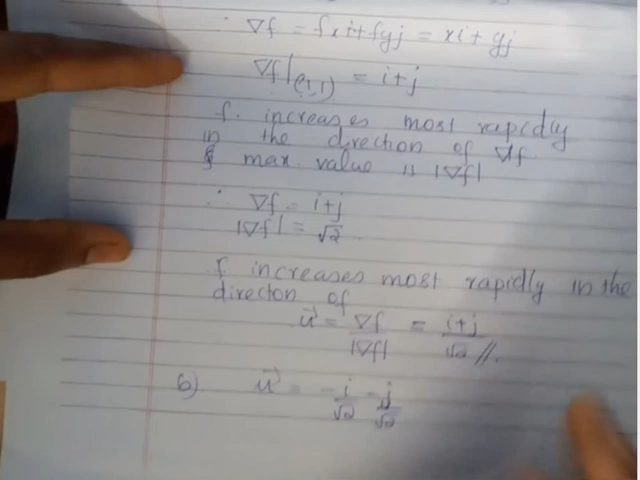 ∴ ∇f = fxi + fyj = xi + yj
∇f|(1,1) = i+j
f. increases most rapidly
in the direction of ∇f
& max. value is |∇f|
∴ ∇f = i+j
|∇f| = √2
f increases most rapidly in the
direction of
u⃗ = ∇f/|∇f| = i+j/√2 //.
b) u⃗ = -i/√2 - j/√2